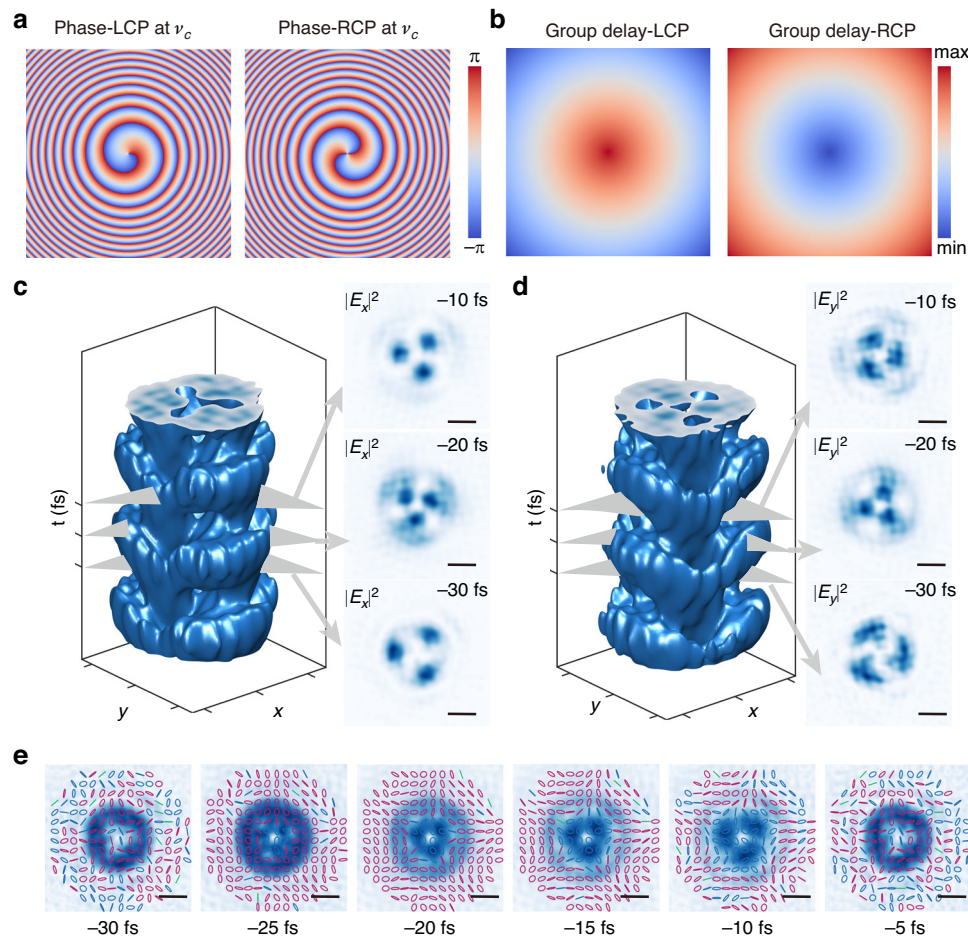 a
Phase-LCP at νc
Phase-RCP at νc
π
−π
b
Group delay-LCP
Group delay-RCP
max
min
c
t (fs)
y
x
|Ex|² −10 fs
|Ex|² −20 fs
|Ex|² −30 fs
d
t (fs)
y
x
|Ey|² −10 fs
|Ey|² −20 fs
|Ey|² −30 fs
e
−30 fs
−25 fs
−20 fs
−15 fs
−10 fs
−5 fs